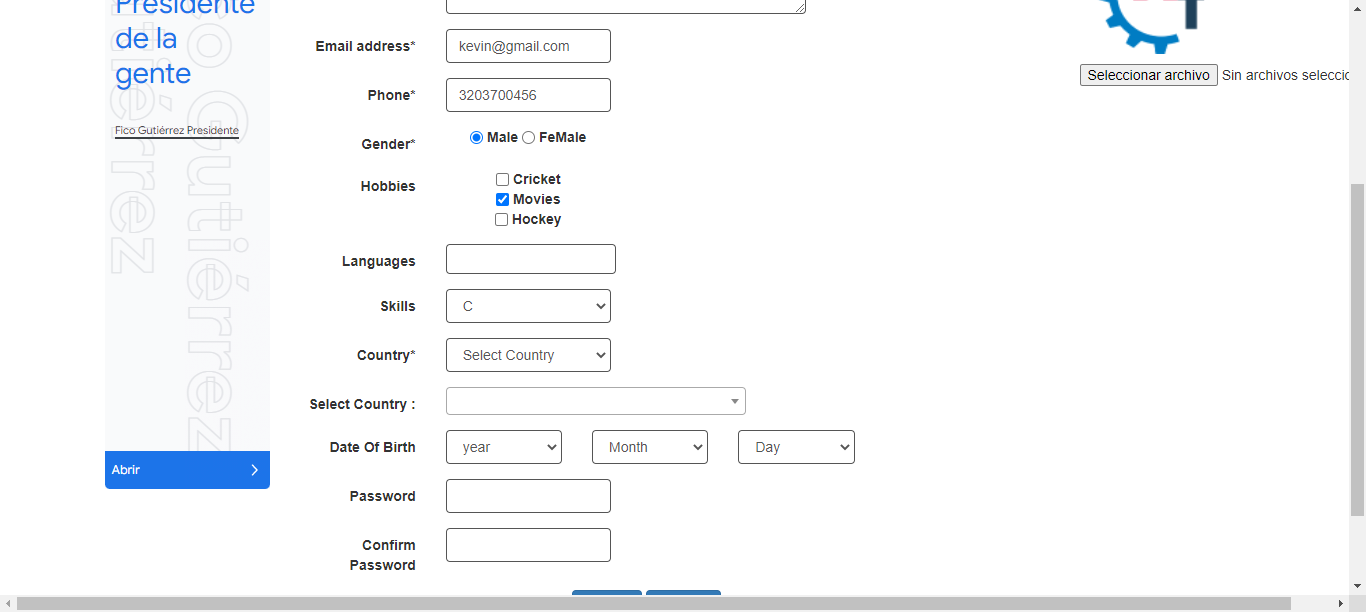 Presidente
de la
gente
Fico Gutiérrez Presidente
Gutiérrez
Abrir
Email address*
kevin@gmail.com
Phone*
3203700456
Gender*
Male FeMale
Hobbies
Cricket
Movies
Hockey
Languages
Skills
C
Country*
Select Country
Select Country :
Date Of Birth
year
Month
Day
Password
Confirm
Password
Seleccionar archivo
Sin archivos selecci